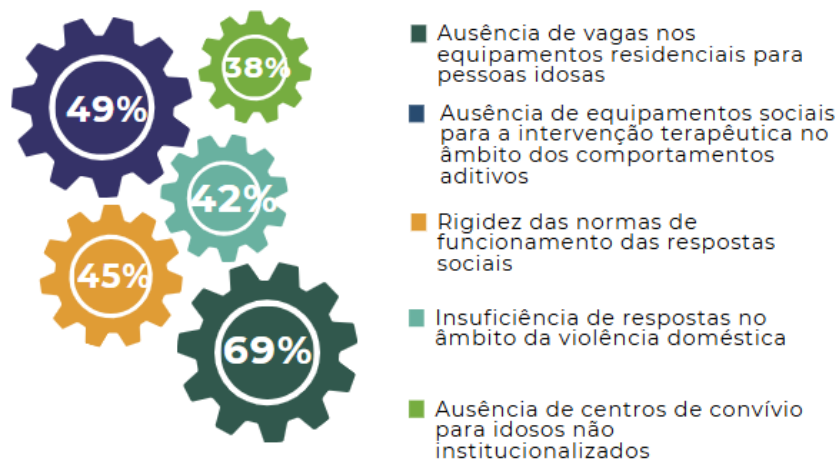 49%
38%
42%
45%
69%
Ausência de vagas nos
equipamentos residenciais para
pessoas idosas
Ausência de equipamentos sociais
para a intervenção terapêutica no
âmbito dos comportamentos
aditivos
Rigidez das normas de
funcionamento das respostas
sociais
Insuficiência de respostas no
âmbito da violência doméstica
Ausência de centros de convívio
para idosos não
institucionalizados